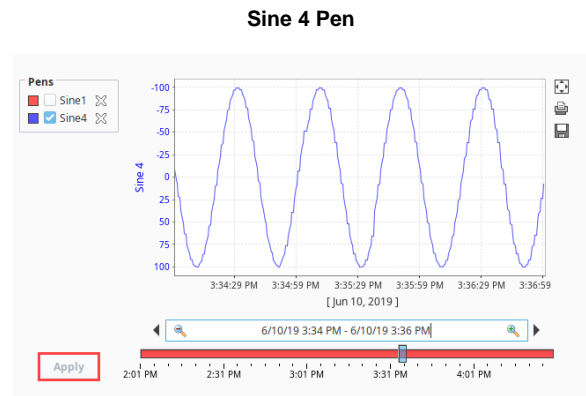 Sine 4 Pen
Pens
Sine1
Sine4
Sine 4
-100
-75
-50
-25
0
25
50
75
100
3:34:29 PM 3:34:59 PM 3:35:29 PM 3:35:59 PM 3:36:29 PM 3:36:59
[ Jun 10, 2019 ]
6/10/19 3:34 PM - 6/10/19 3:36 PM
Apply
2:01 PM 2:31 PM 3:01 PM 3:31 PM 4:01 PM